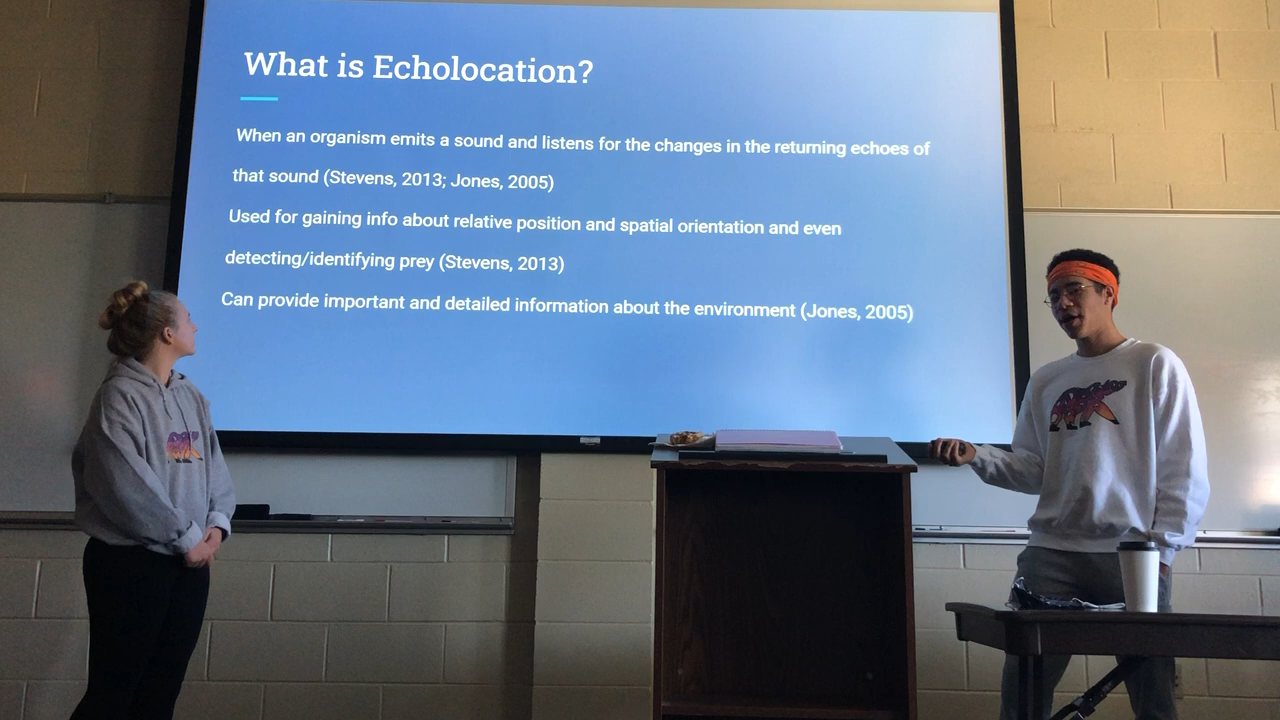 What is Echolocation?
When an organism emits a sound and listens for the changes in the returning echoes of
that sound (Stevens, 2013; Jones, 2005)
Used for gaining info about relative position and spatial orientation and even
detecting/identifying prey (Stevens, 2013)
Can provide important and detailed information about the environment (Jones, 2005)